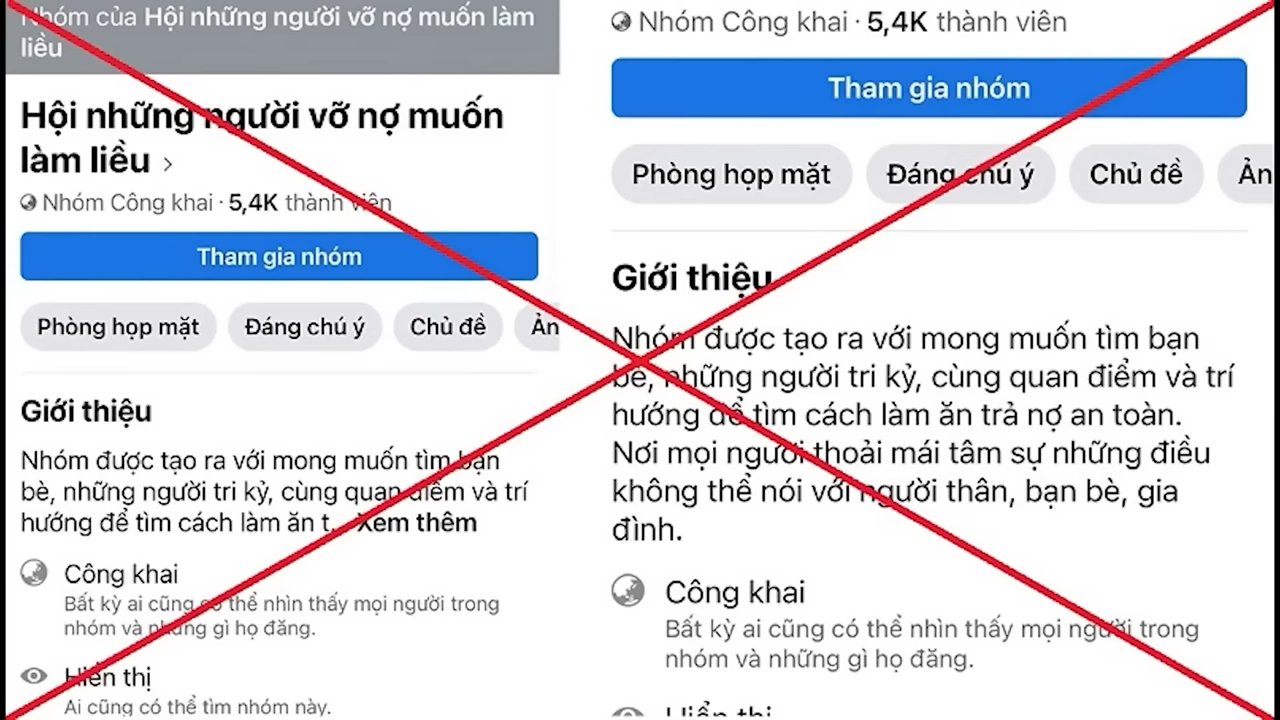 Nhóm của Hội những người vỡ nợ muốn làm
liều
Hội những người vỡ nợ muốn
làm liều >
Nhóm Công khai · 5,4K thành viên
Tham gia nhóm
Phòng họp mặt
Đáng chú ý
Chủ đề
Ản
Giới thiệu
Nhóm được tạo ra với mong muốn tìm bạn
bè, những người tri kỷ, cùng quan điểm và trí
hướng để tìm cách làm ăn t... Xem thêm
Công khai
Bất kỳ ai cũng có thể nhìn thấy mọi người trong
nhóm và những gì họ đăng.
Hiển thị
Ai cũng có thể tìm nhóm này.
Nhóm Công khai · 5,4K thành viên
Tham gia nhóm
Phòng họp mặt
Đáng chú ý
Chủ đề
Ản
Giới thiệu
Nhóm được tạo ra với mong muốn tìm bạn
bè, những người tri kỷ, cùng quan điểm và trí
hướng để tìm cách làm ăn trả nợ an toàn.
Nơi mọi người thoải mái tâm sự những điều
không thể nói với người thân, bạn bè, gia
đình.
Công khai
Bất kỳ ai cũng có thể nhìn thấy mọi người trong
nhóm và những gì họ đăng.
Hiển thị